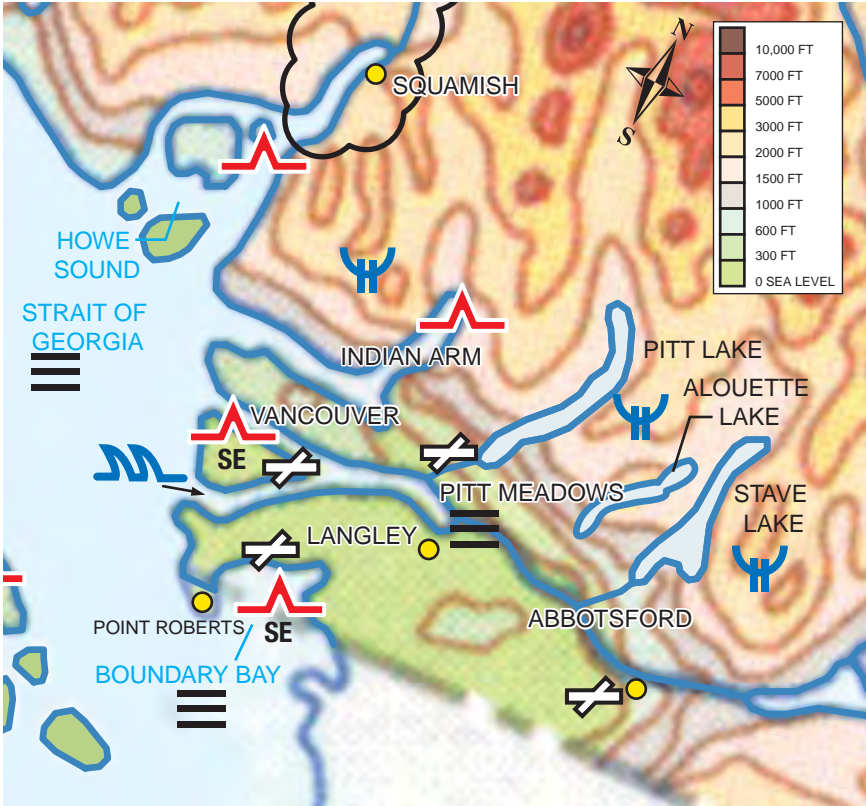 N
S
10,000 FT
7000 FT
5000 FT
3000 FT
2000 FT
1500 FT
1000 FT
600 FT
300 FT
0 SEA LEVEL
SQUAMISH
HOWE
SOUND
STRAIT OF
GEORGIA
INDIAN ARM
PITT LAKE
ALOUETTE
LAKE
VANCOUVER
SE
PITT MEADOWS
STAVE
LAKE
LANGLEY
ABBOTSFORD
POINT ROBERTS
SE
BOUNDARY BAY